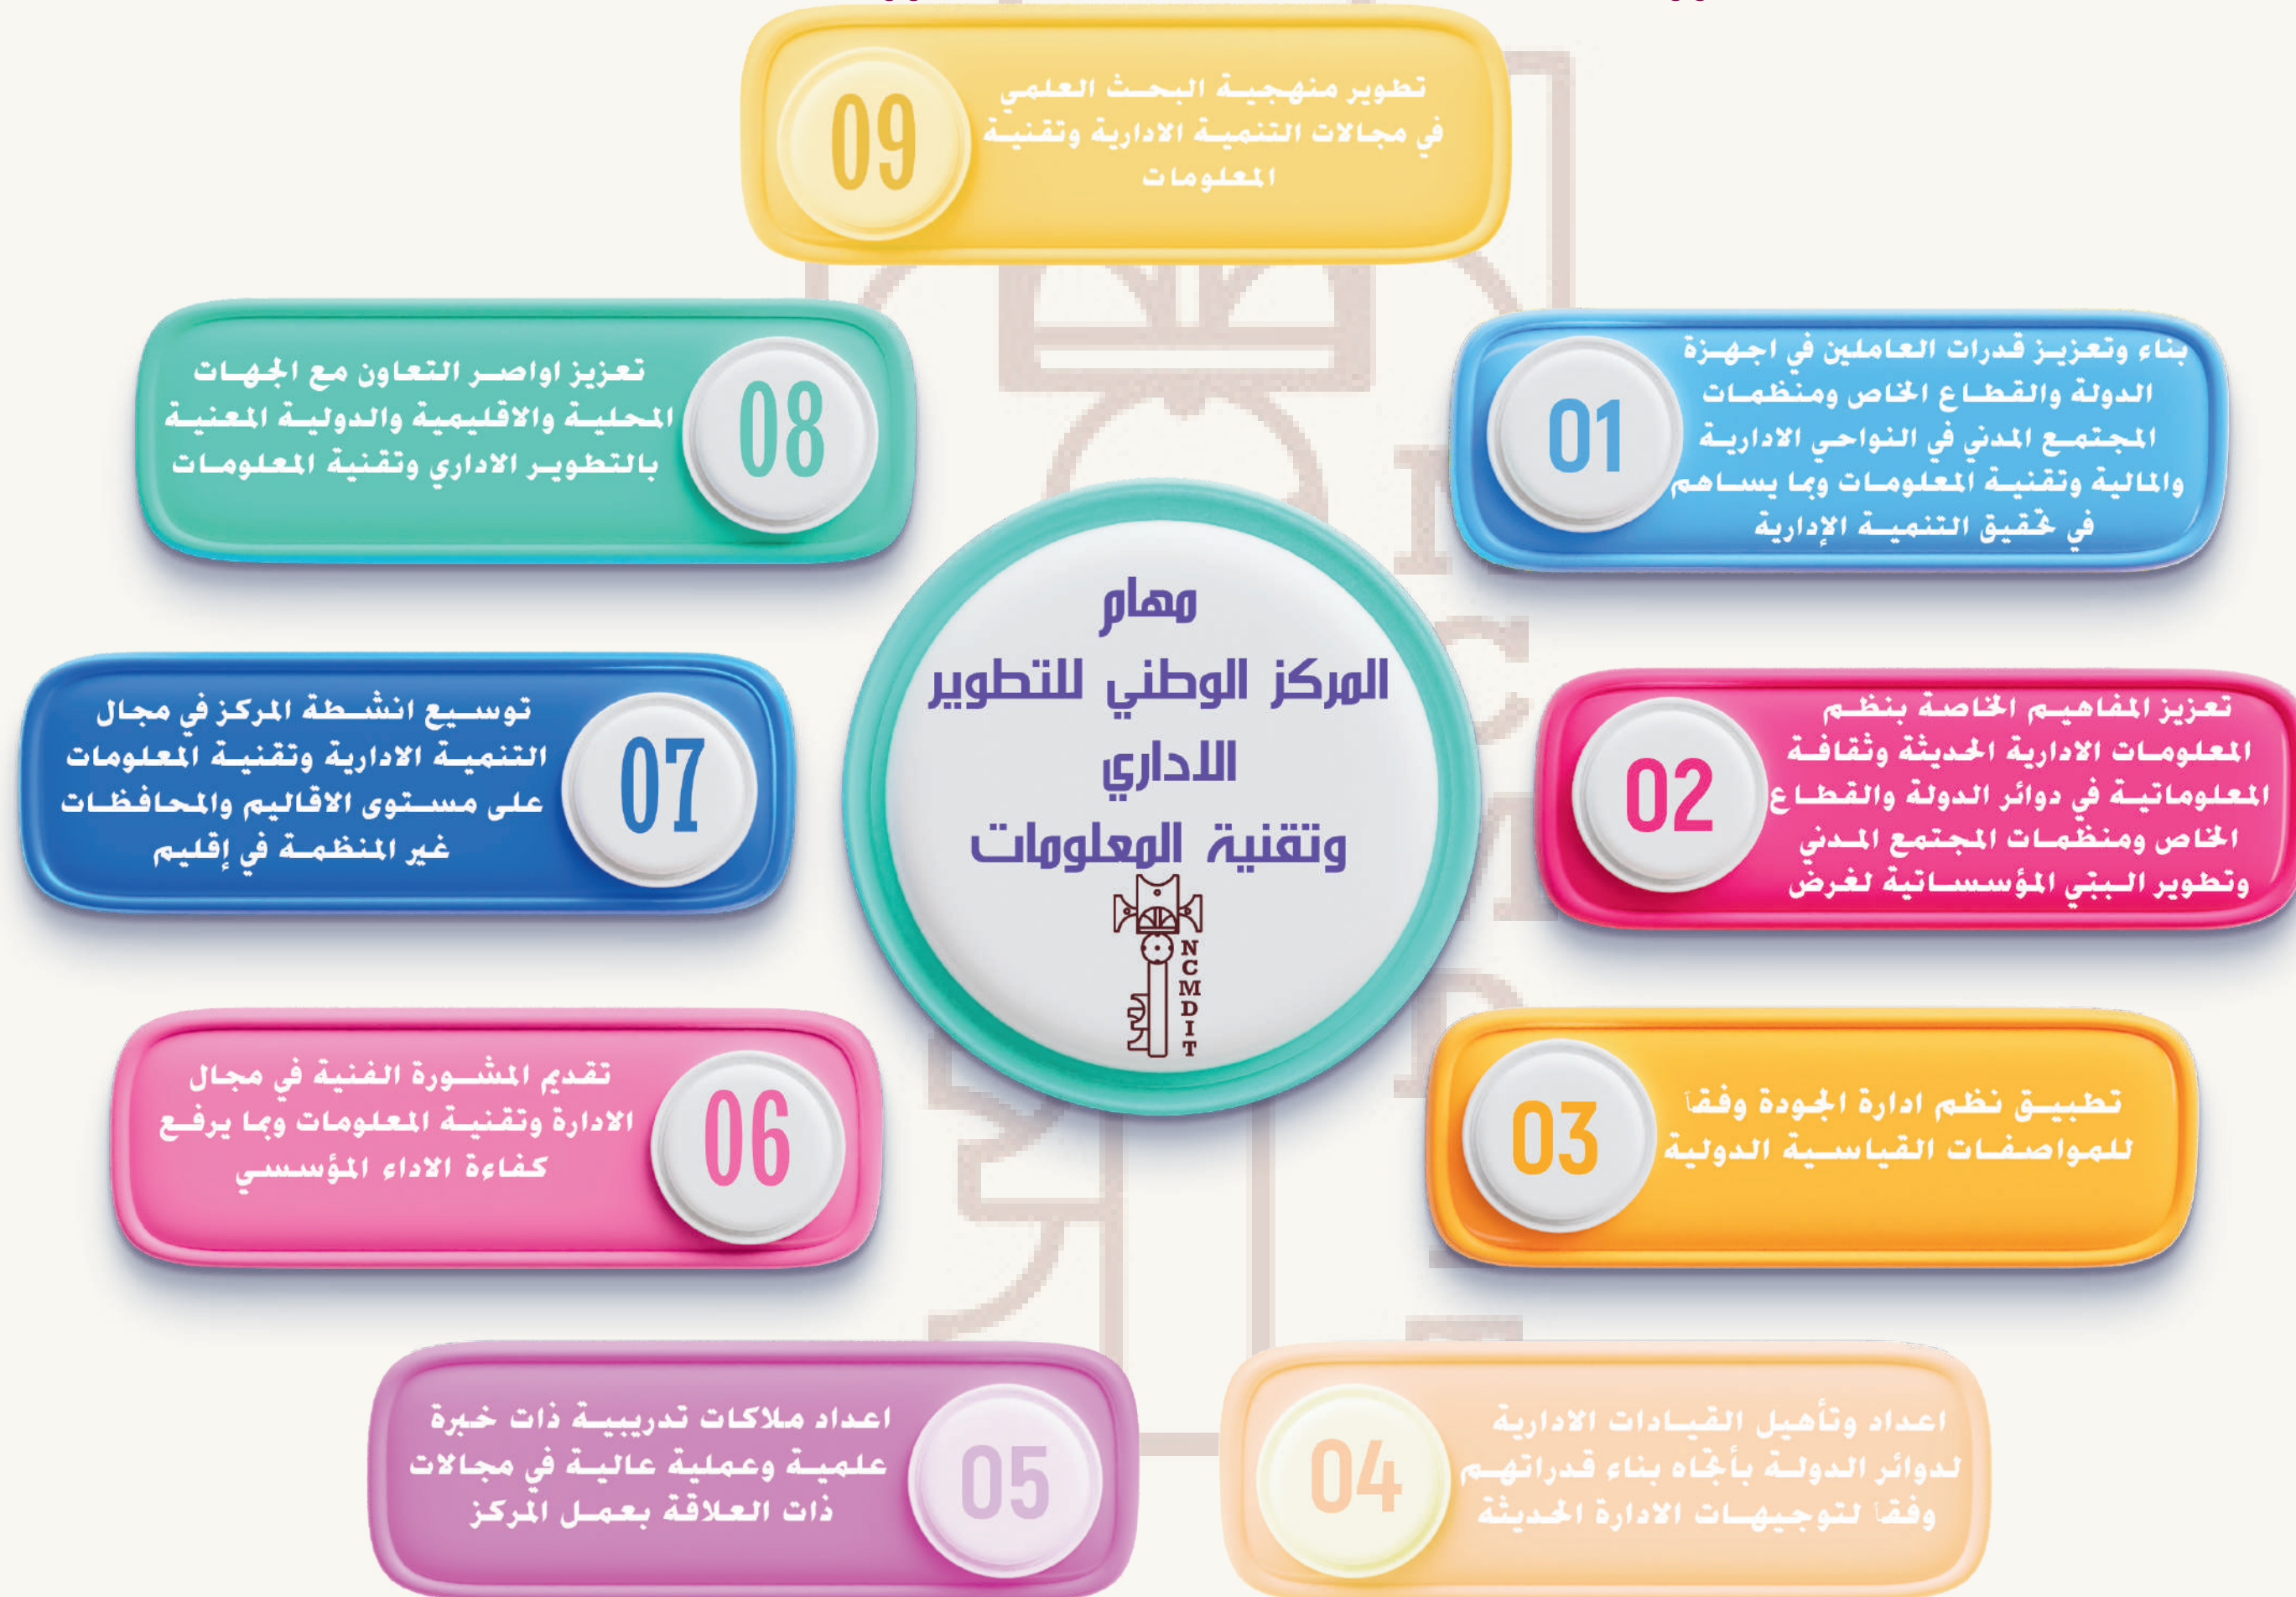 مهام
المركز الوطني للتطوير
الاداري
وتقنية المعلومات
N
C
M
D
I
T
01
بناء وتعزيز قدرات العاملين في اجهزة
الدولة والقطاع الخاص ومنظمات
المجتمع المدني في النواحي الادارية
والمالية وتقنية المعلومات وبما يساهم
في تحقيق التنمية الإدارية
02
تعزيز المفاهيم الخاصة بنظم
المعلومات الادارية الحديثة وثقافة
المعلوماتية في دوائر الدولة والقطاع
الخاص ومنظمات المجتمع المدني
وتطوير البتي المؤسساتية لغرض
03
تطبيق نظم ادارة الجودة وفقاً
للمواصفات القياسية الدولية
04
اعداد وتأهيل القيادات الادارية
لدوائر الدولة بأتجاه بناء قدراتهم
وفقاً لتوجيهات الادارة الحديثة
05
اعداد ملاكات تدريبية ذات خبرة
علمية وعملية عالية في مجالات
ذات العلاقة بعمل المركز
06
تقديم المشورة الفنية في مجال
الادارة وتقنية المعلومات وبما يرفع
كفاءة الاداء المؤسسي
07
توسيع انشطة المركز في مجال
التنمية الادارية وتقنية المعلومات
على مستوى الاقاليم والمحافظات
غير المنظمة في إقليم
08
تعزيز اواصر التعاون مع الجهات
المحلية والاقليمية والدولية المعنية
بالتطوير الاداري وتقنية المعلومات
09
تطوير منهجية البحث العلمي
في مجالات التنمية الادارية وتقنية
المعلومات